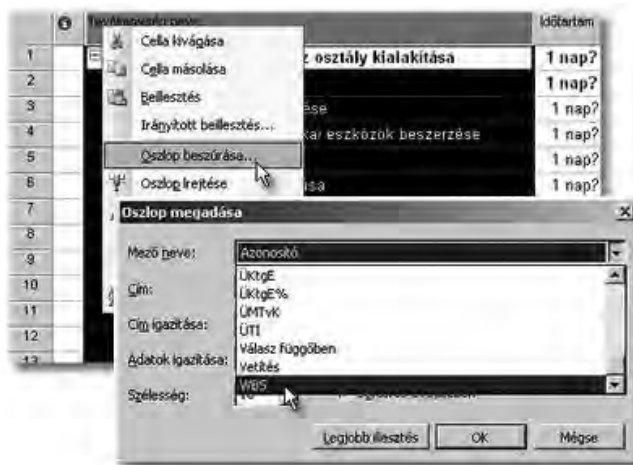 Tevékenység neve
Időtartam
1
z osztály kialakítása
1 nap?
2
1 nap?
3
ése
1 nap?
4
kai eszközök beszerzése
1 nap?
5
1 nap?
6
ása
1 nap?
7
8
9
10
11
12
13
Cella kivágása
Cella másolása
Beillesztés
Irányított beillesztés...
Oszlop beszúrása...
Oszlop elrejtése
Oszlop megadása
Mező neve:
Azonosító
Cím:
Cím igazítása:
Adatok igazítása:
Szélesség:
ÜKtgE
ÜKtgE%
ÜMTvK
ÜTI
Válasz függőben
Vetítés
WBS
10
Legjobb illesztés
OK
Mégse